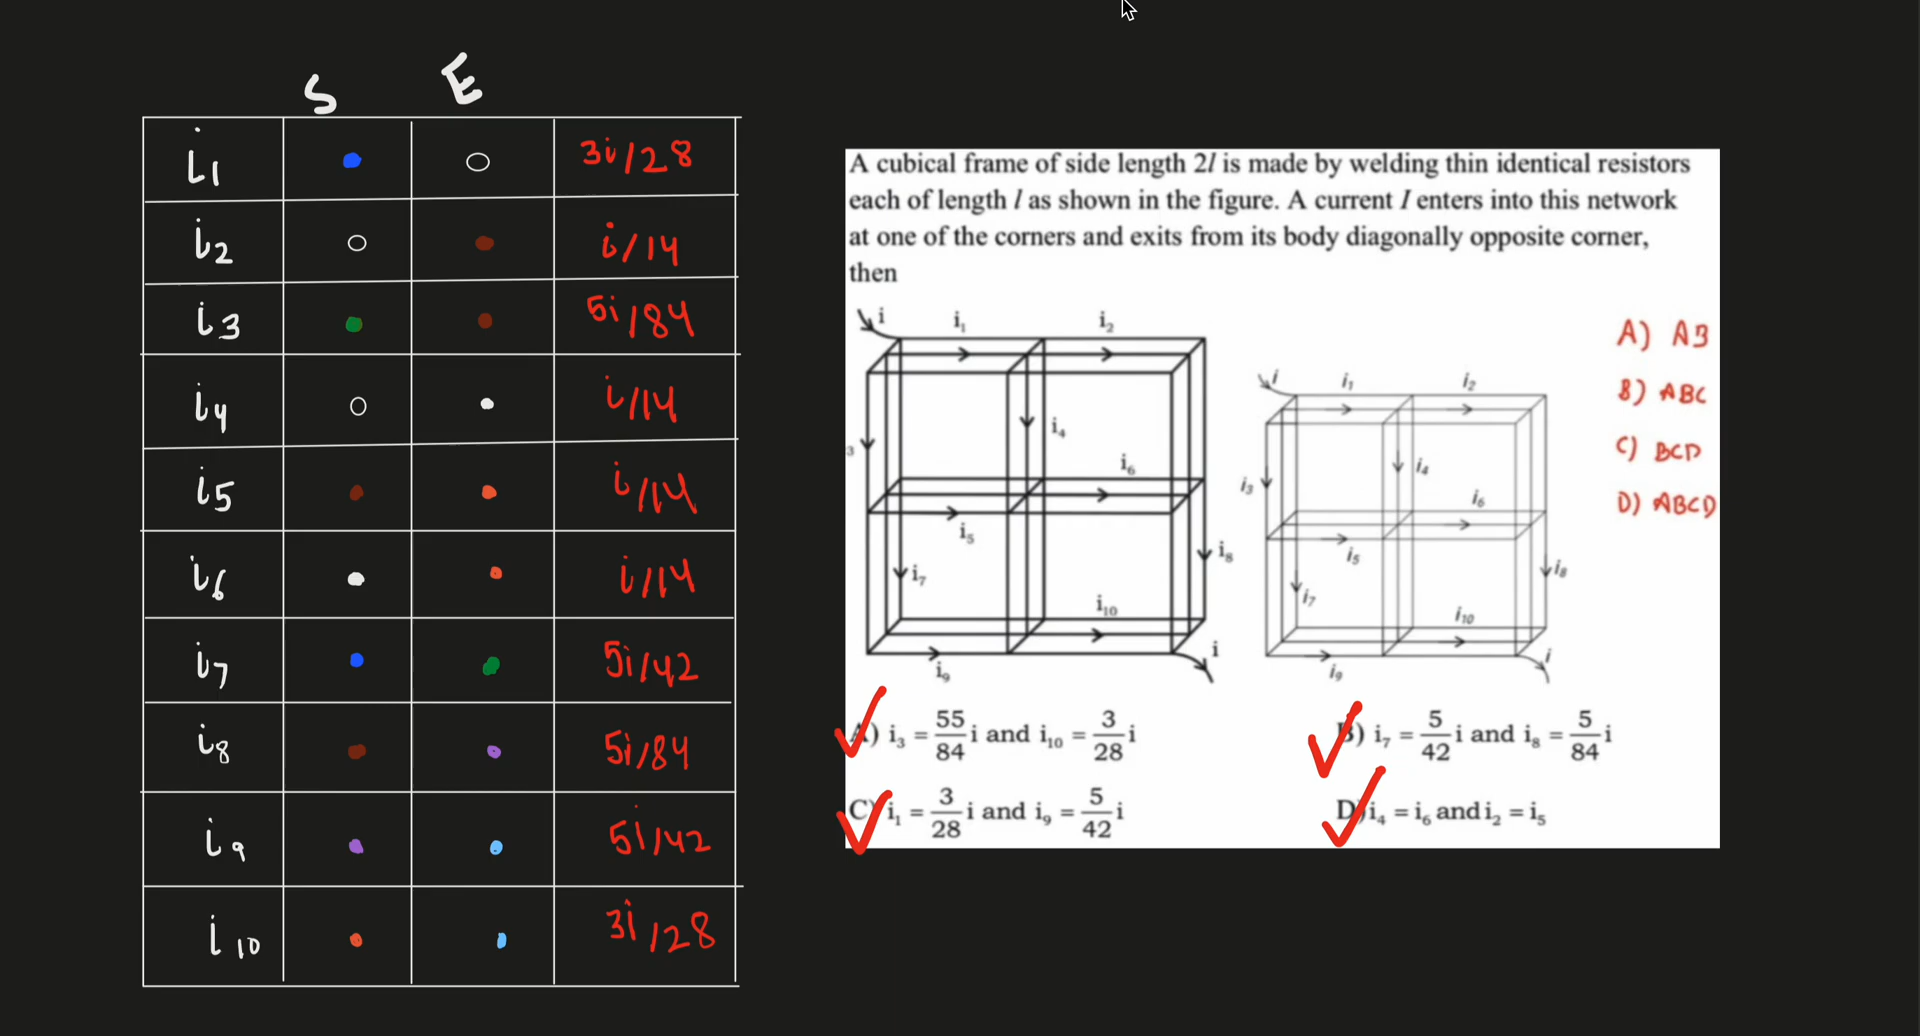 S E
i1 3i/28
i2 i/14
i3 5i/84
i4 i/14
i5 i/14
i6 i/14
i7 5i/42
i8 5i/84
i9 5i/42
i10 3i/28
A cubical frame of side length 2l is made by welding thin identical resistors
each of length l as shown in the figure. A current I enters into this network
at one of the corners and exits from its body diagonally opposite corner,
then
i i₁ i₂
3 i₄
i₆
i₅
i₇ i₈
i₁₀
i₉ i
i i₁ i₂
i₃ i₄
i₆
i₅
i₇ i₈
i₁₀
i₉ i
A) AB
B) ABC
C) BCD
D) ABCD
A) i₃ = 55/84 i and i₁₀ = 3/28 i
B) i₇ = 5/42 i and i₈ = 5/84 i
C) i₁ = 3/28 i and i₉ = 5/42 i
D) i₄ = i₆ and i₂ = i₅